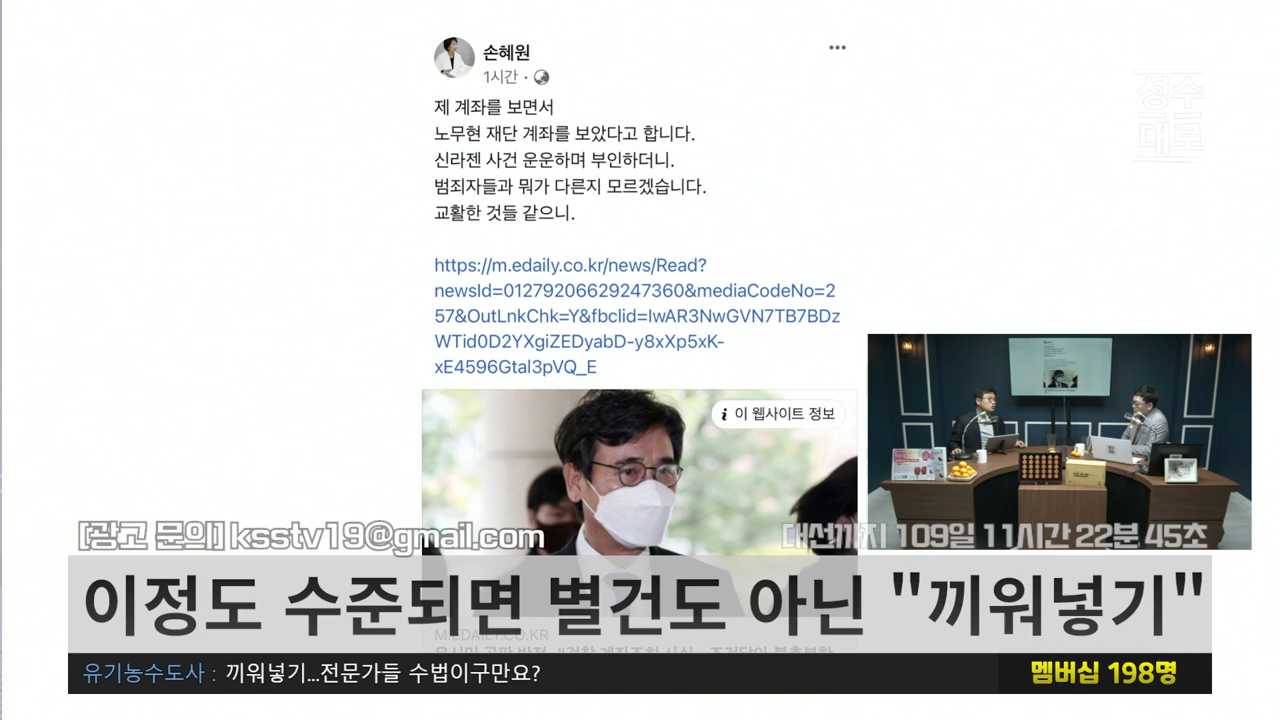 손혜원
1시간 ·
제 계좌를 보면서
노무현 재단 계좌를 보았다고 합니다.
신라젠 사건 운운하며 부인하더니.
범죄자들과 뭐가 다른지 모르겠습니다.
교활한 것들 같으니.
https://m.edaily.co.kr/news/Read?
newsId=01279206629247360&mediaCodeNo=2
57&OutLnkChk=Y&fbclid=IwAR3NwGVN7TB7BDz
WTid0D2YXgiZEDyabD-y8xXp5xK-
xE4596Gtal3pVQ_E
성수
대로
이 웹사이트 정보
[광고 문의] ksstv19@gmail.com
대선까지 109일 11시간 22분 45초
이정도 수준되면 별건도 아닌 "끼워넣기"
M.EDAILY.CO.KR
유기농수도사 : 끼워넣기...전문가들 수법이구만요?
멤버십 198명